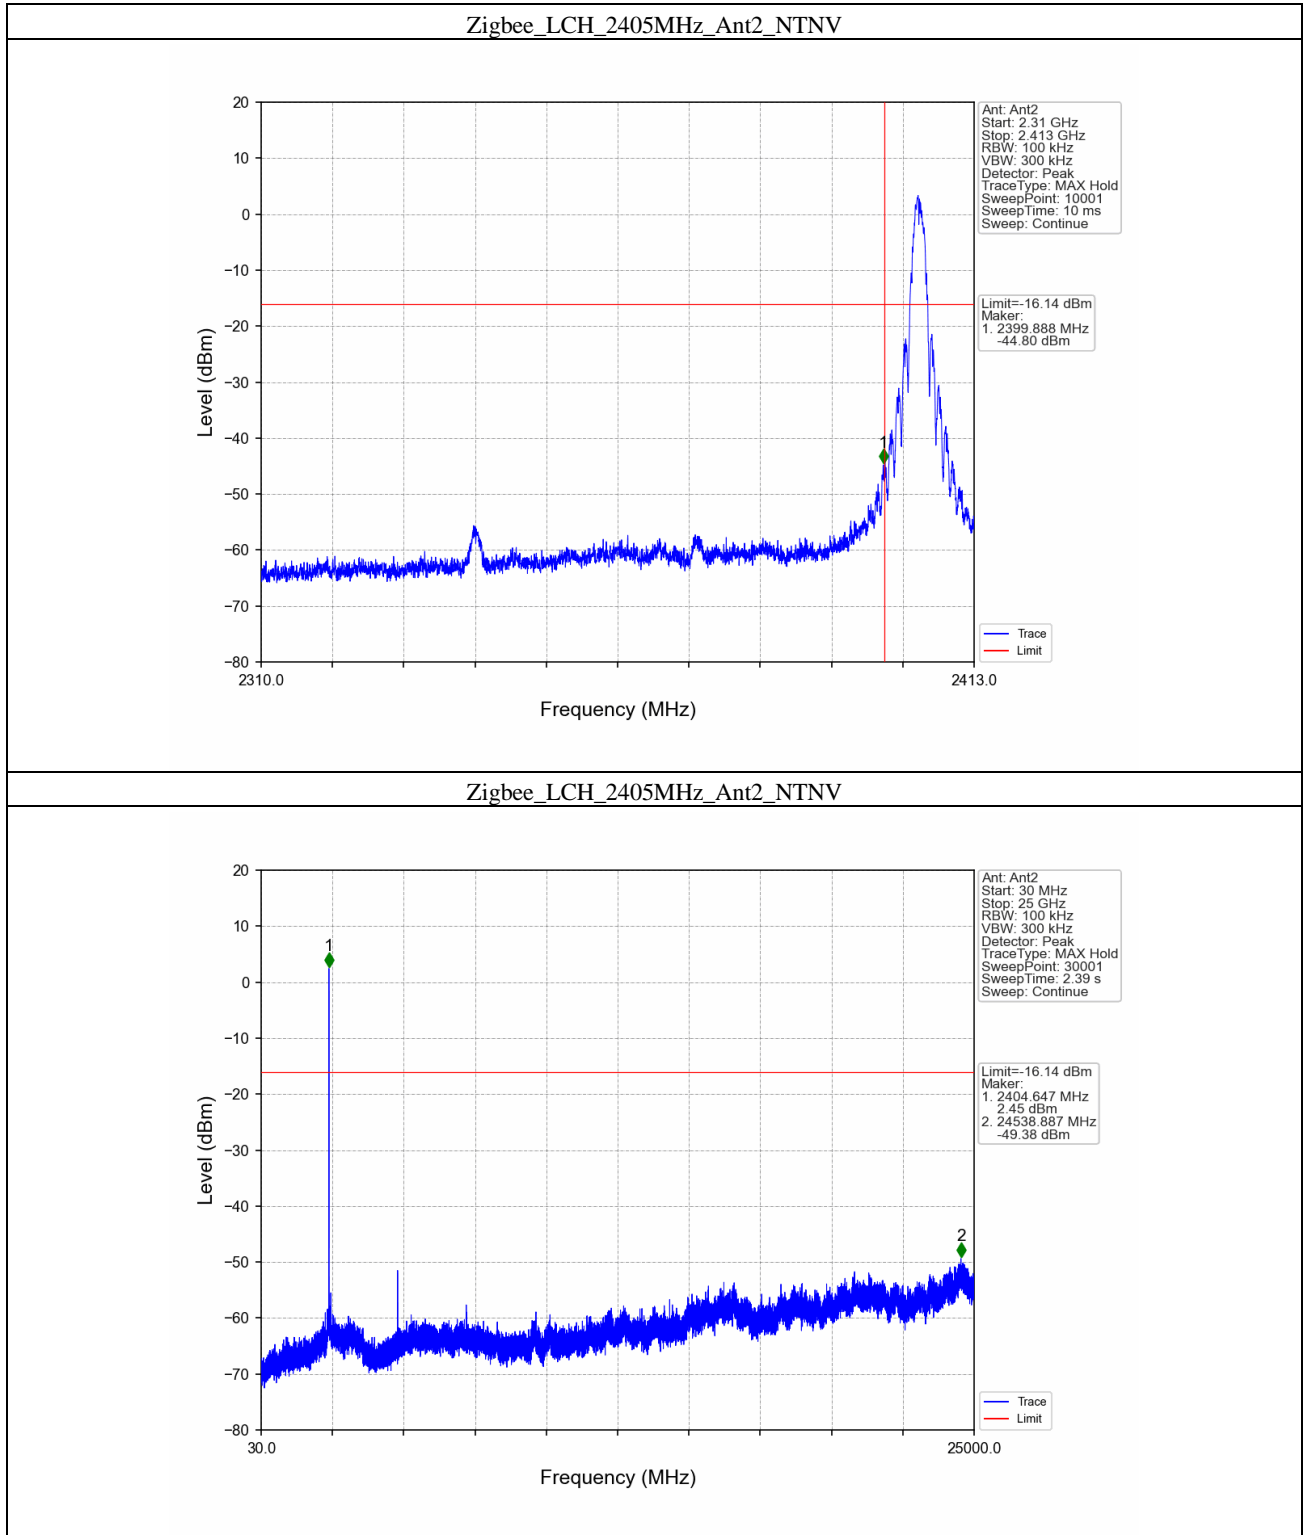 Zigbee_LCH_2405MHz_Ant2_NTNV
20
10
0
−10
−20
−30
−40
−50
−60
−70
−80
Level (dBm)
1
2310.0
2413.0
Frequency (MHz)
Ant: Ant2
Start: 2.31 GHz
Stop: 2.413 GHz
RBW: 100 kHz
VBW: 300 kHz
Detector: Peak
TraceType: MAX Hold
SweepPoint: 10001
SweepTime: 10 ms
Sweep: Continue
Limit=-16.14 dBm
Maker:
1. 2399.888 MHz
-44.80 dBm
Trace
Limit
Zigbee_LCH_2405MHz_Ant2_NTNV
20
10
0
−10
−20
−30
−40
−50
−60
−70
−80
Level (dBm)
1
2
30.0
25000.0
Frequency (MHz)
Ant: Ant2
Start: 30 MHz
Stop: 25 GHz
RBW: 100 kHz
VBW: 300 kHz
Detector: Peak
TraceType: MAX Hold
SweepPoint: 30001
SweepTime: 2.39 s
Sweep: Continue
Limit=-16.14 dBm
Maker:
1. 2404.647 MHz
2.45 dBm
2. 24538.887 MHz
-49.38 dBm
Trace
Limit